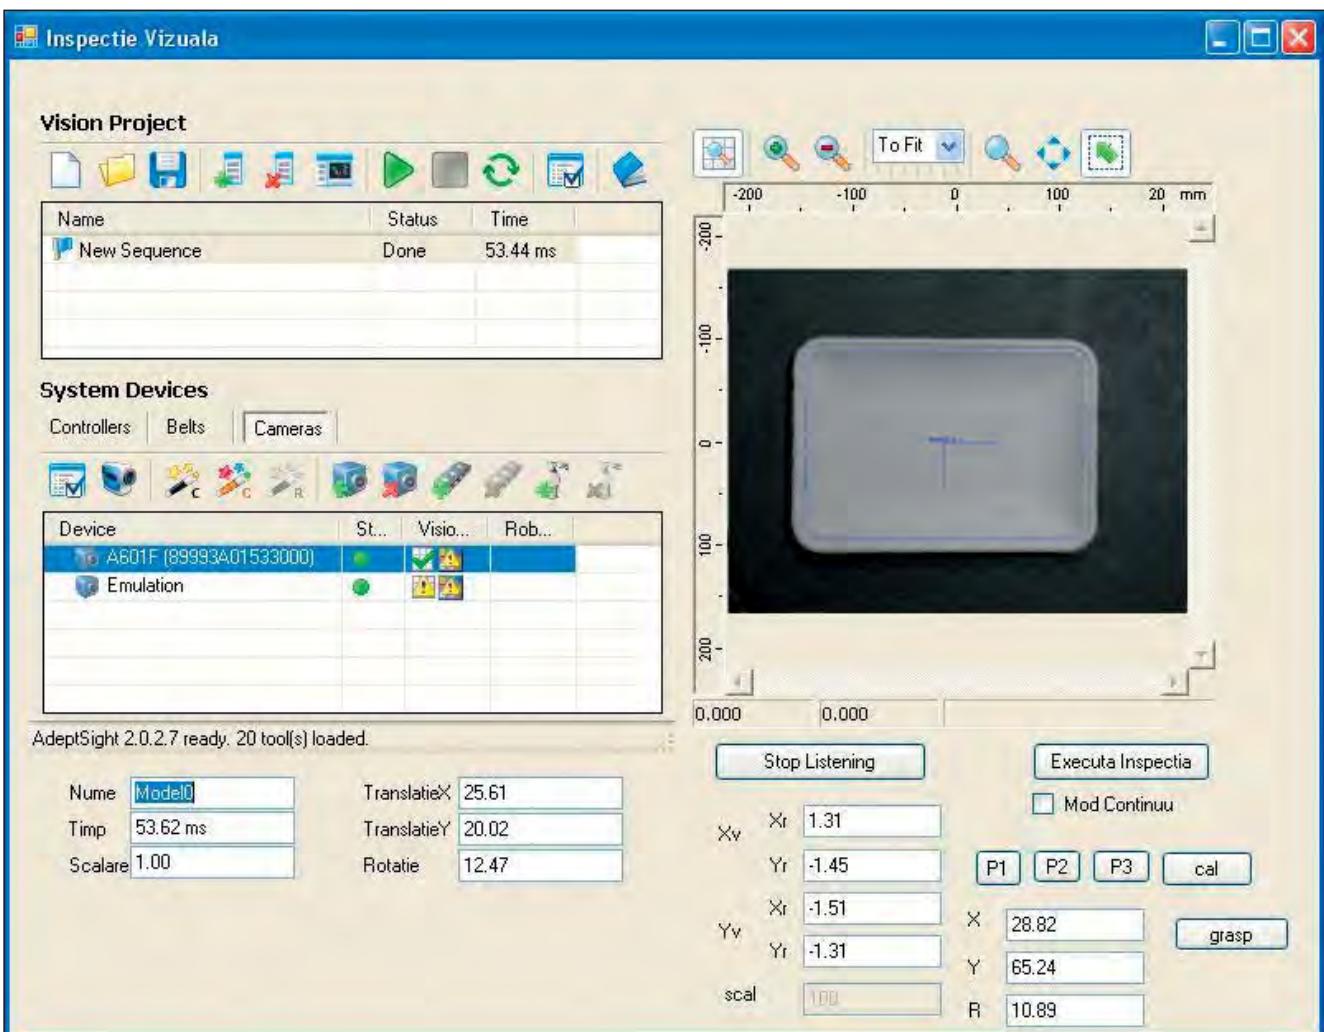 Inspectie Vizuala
Vision Project
Name Status Time
New Sequence Done 53.44 ms
System Devices
Controllers Belts Cameras
Device St... Visio... Rob...
A601F (89993A01533000)
Emulation
AdeptSight 2.0.2.7 ready. 20 tool(s) loaded.
Nume Model0 TranslatieX 25.61
Timp 53.62 ms TranslatieY 20.02
Scalare 1.00 Rotatie 12.47
To Fit
-200 -100 0 100 20 mm
-200
-100
0
100
200
0.000 0.000
Stop Listening Executa Inspectia
Mod Continuu
Xv Xr 1.31
Yr -1.45
Yv Xr -1.51
Yr -1.31
scal 100
P1 P2 P3 cal
X 28.82 grasp
Y 65.24
R 10.89